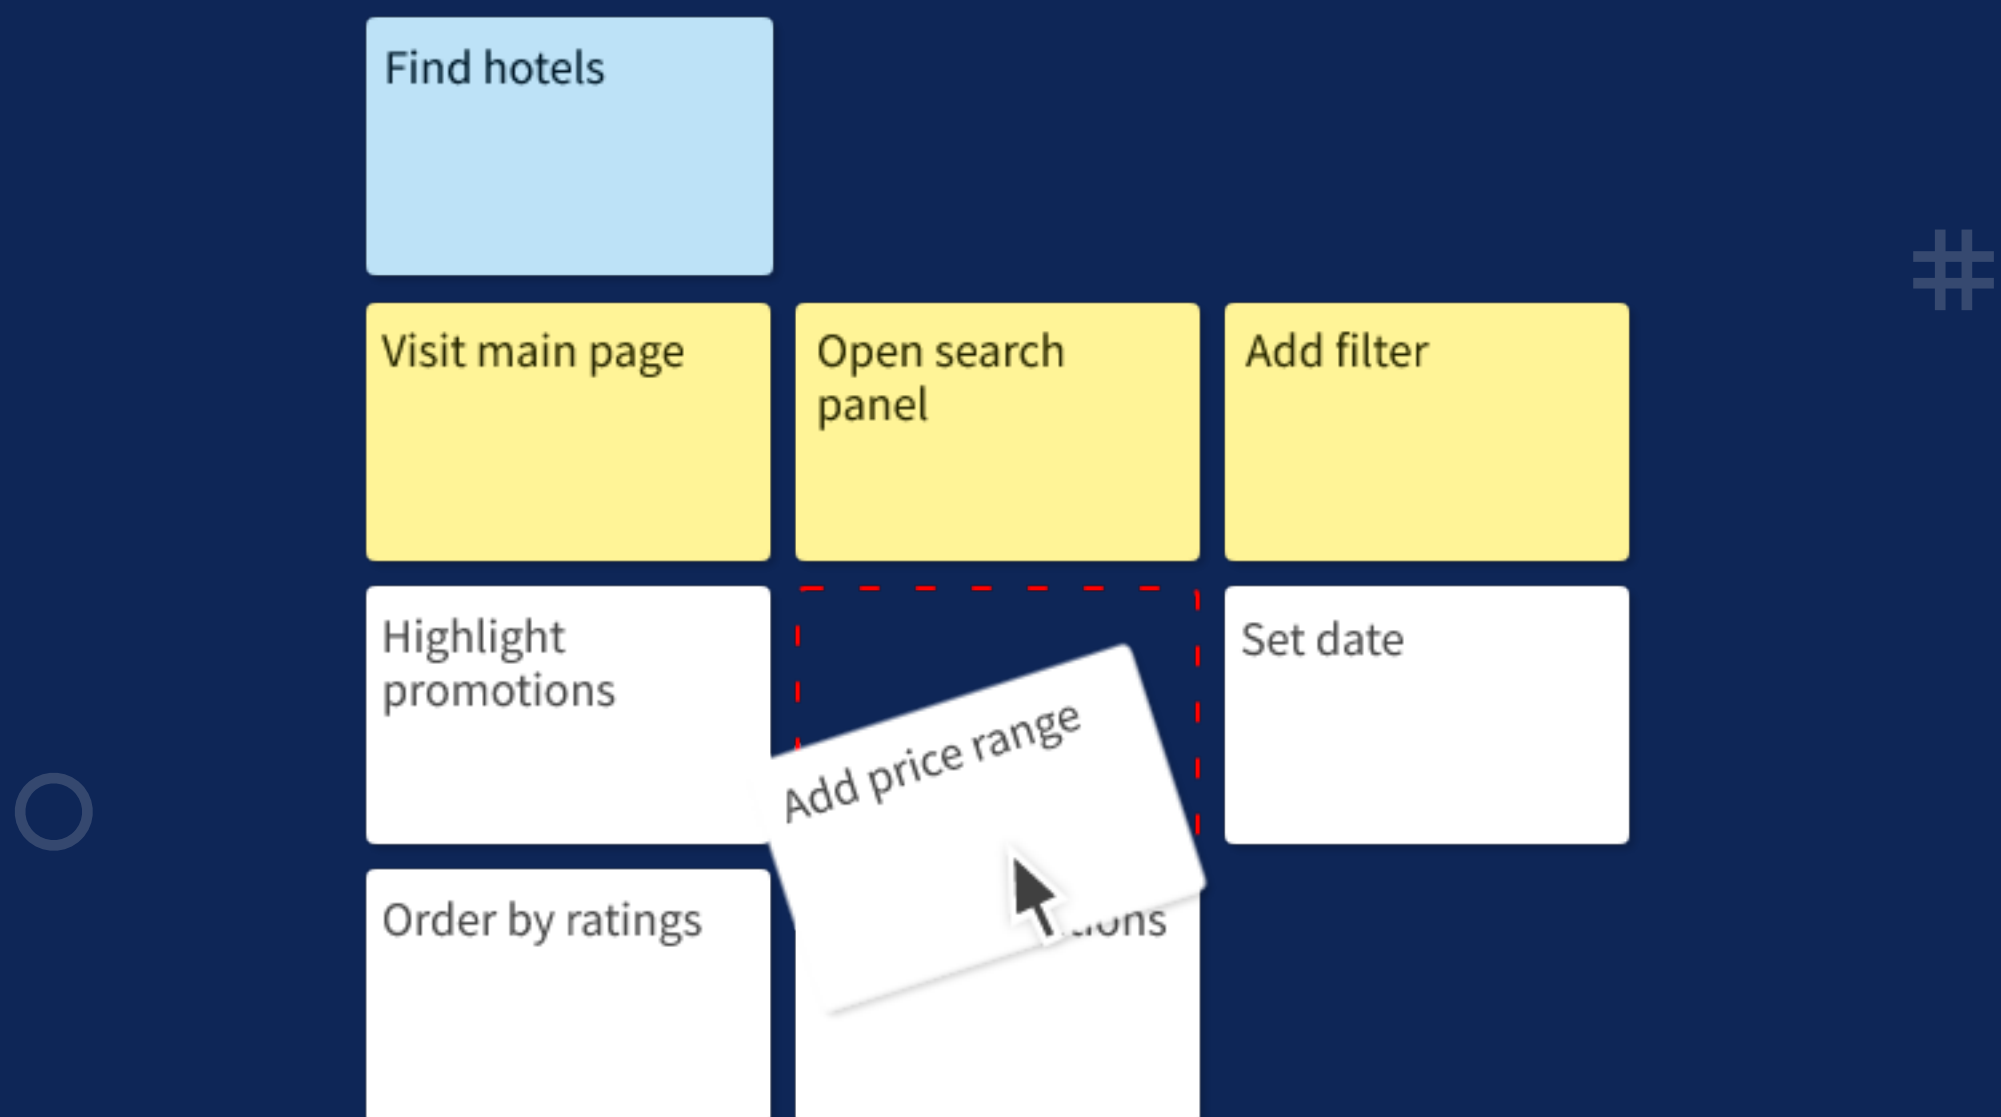 Find hotels
Visit main page
Open search
panel
Add filter
Highlight
promotions
Add price range
Set date
Order by ratings